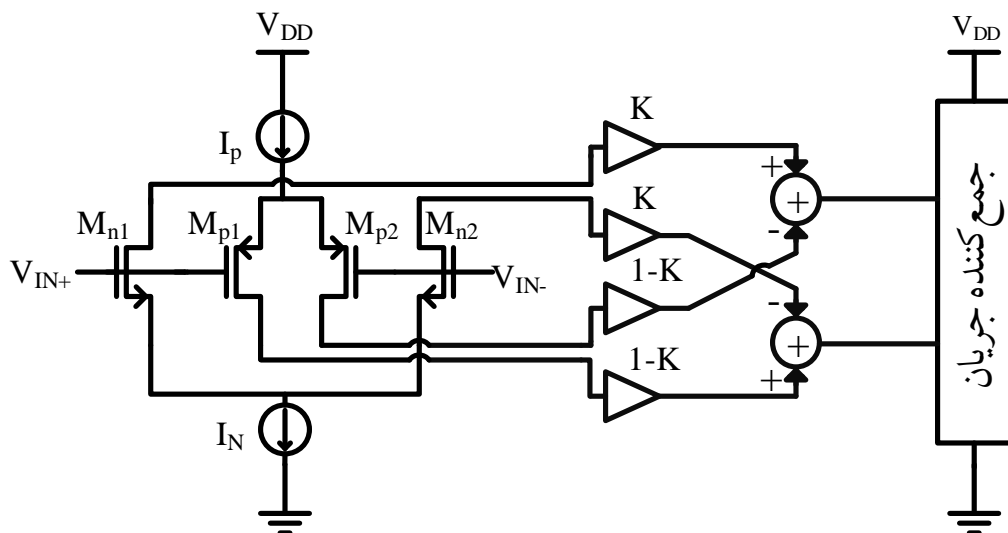 V_DD
V_DD
K
I_p
M_n1
M_p1
M_p2
M_n2
K
V_IN+
V_IN-
1-K
1-K
I_N
+
-
+
-
+
+
جمع کننده جریان